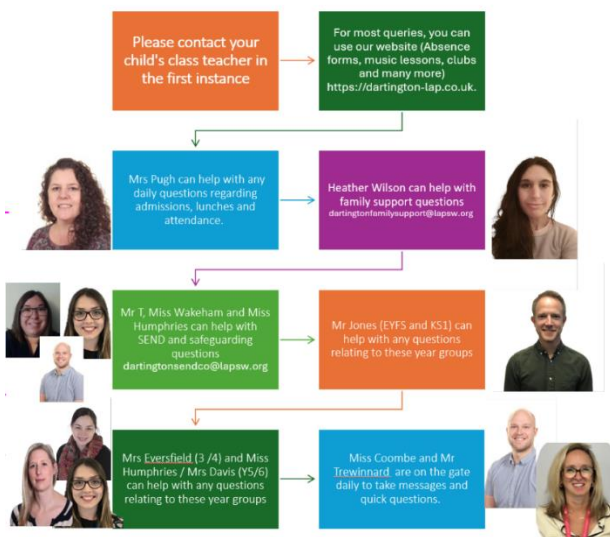 Please contact your
child's class teacher in
the first instance
For most queries, you can
use our website (Absence
forms, music lessons, clubs
and many more)
https://dartington-lap.co.uk.
Mrs Pugh can help with any
daily questions regarding
admissions, lunches and
attendance.
Heather Wilson can help with
family support questions
dartingtonfamilysupport@lapsw.org
Mr T, Miss Wakeham and Miss
Humphries can help with
SEND and safeguarding
questions
dartingtonsendco@lapsw.org
Mr Jones (EYFS and KS1) can
help with any questions
relating to these year groups
Mrs Eversfield (3 /4) and Miss
Humphries / Mrs Davis (Y5/6)
can help with any questions
relating to these year groups
Miss Coombe and Mr
Trewinnard are on the gate
daily to take messages and
quick questions.